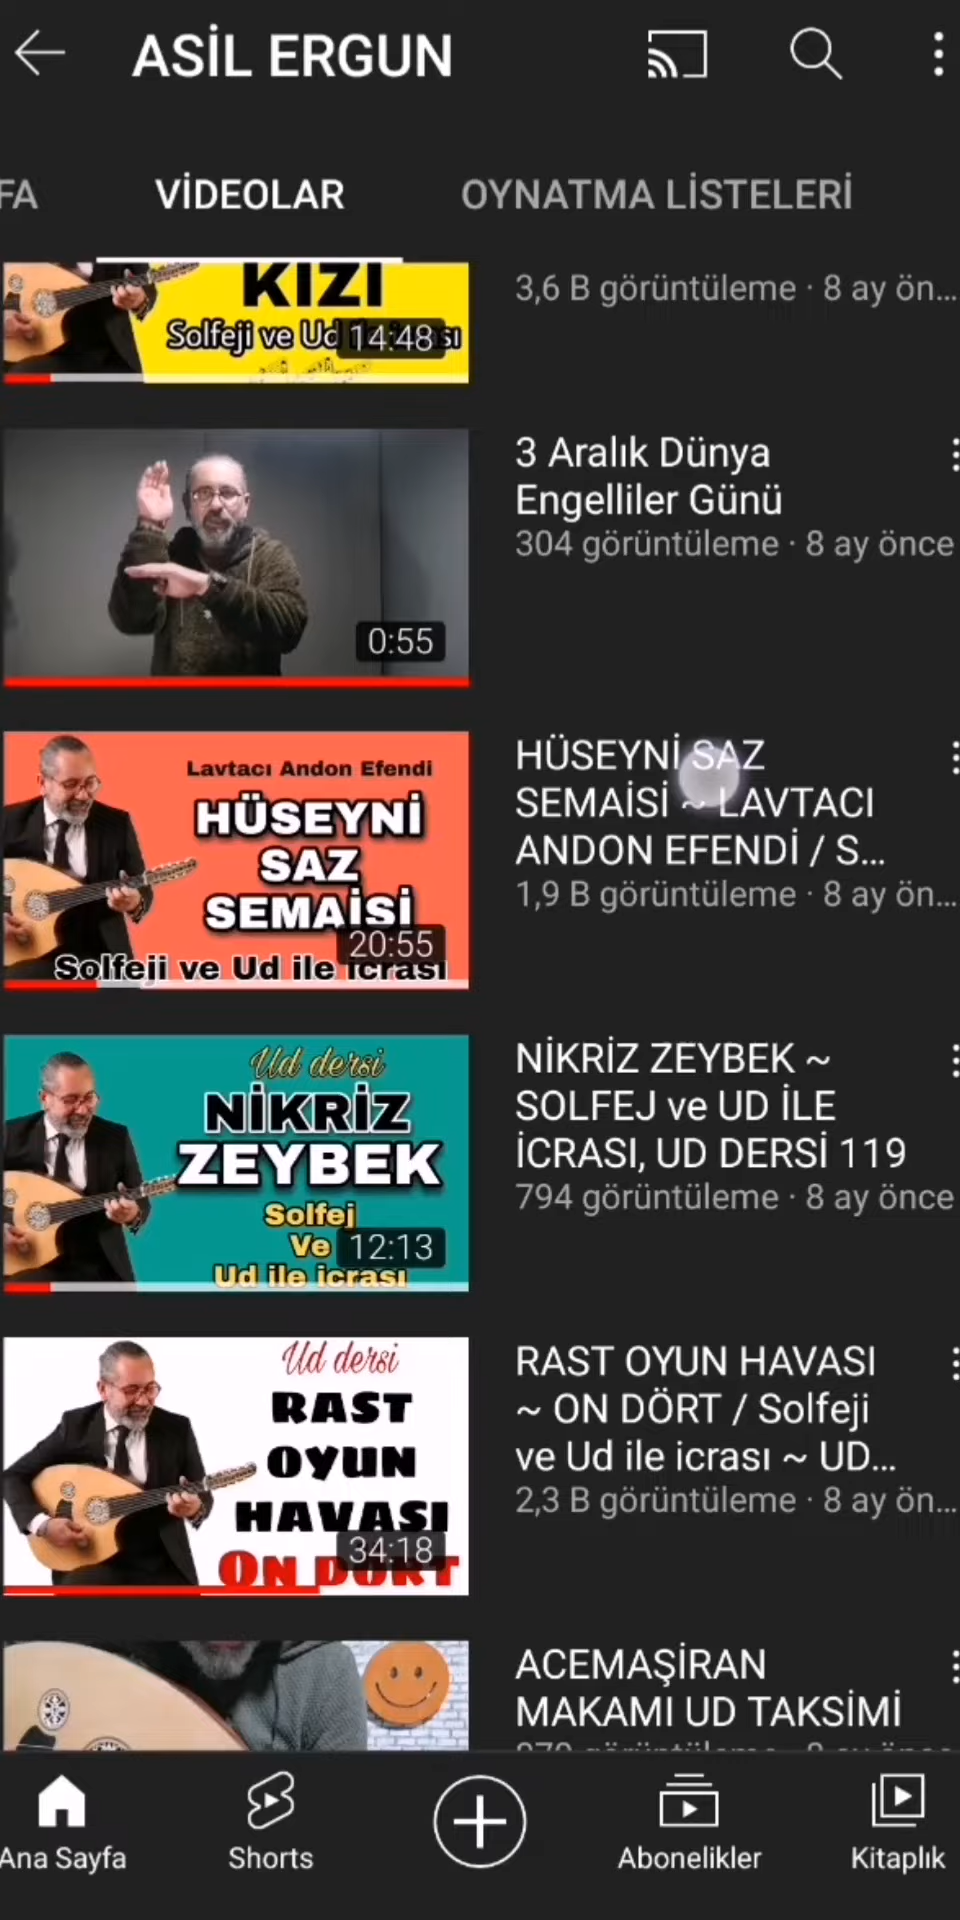 ASİL ERGUN
FA
VİDEOLAR
OYNATMA LİSTELERİ
KIZI
Solfeji ve Ud
14:48
3,6 B görüntüleme · 8 ay ön...
3 Aralık Dünya
Engelliler Günü
304 görüntüleme · 8 ay önce
0:55
Lavtacı Andon Efendi
HÜSEYNİ
SAZ
SEMAİSİ
20:55
Solfeji ve Ud ile icrası
HÜSEYNİ SAZ
SEMAİSİ ~ LAVTACI
ANDON EFENDİ / S...
1,9 B görüntüleme · 8 ay ön...
Ud dersi
NİKRİZ
ZEYBEK
Solfej
Ve
12:13
Ud ile icrası
NİKRİZ ZEYBEK ~
SOLFEJ ve UD İLE
İCRASI, UD DERSİ 119
794 görüntüleme · 8 ay önce
Ud dersi
RAST
OYUN
HAVASI
34:18
ON DÖRT
RAST OYUN HAVASI
~ ON DÖRT / Solfeji
ve Ud ile icrası ~ UD...
2,3 B görüntüleme · 8 ay ön...
ACEMAŞİRAN
MAKAMI UD TAKSİMİ
Ana Sayfa
Shorts
Abonelikler
Kitaplık